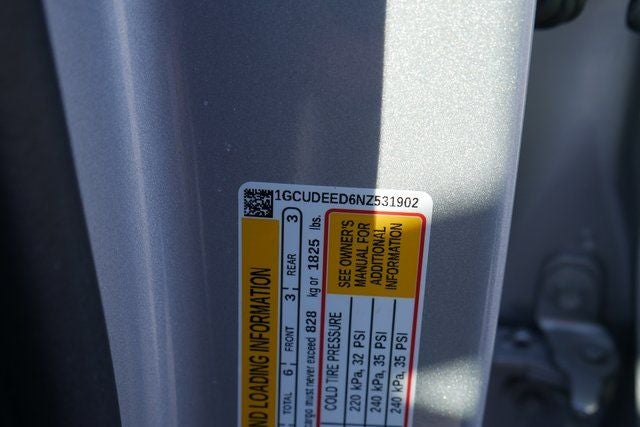 1GCUDEED6NZ531902
ND LOADING INFORMATION
TOTAL 6 FRONT 3 REAR 3
cargo must never exceed 828 kg or 1825 lbs.
COLD TIRE PRESSURE
220 kPa, 32 PSI
240 kPa, 35 PSI
240 kPa, 35 PSI
SEE OWNER'S
MANUAL FOR
ADDITIONAL
INFORMATION